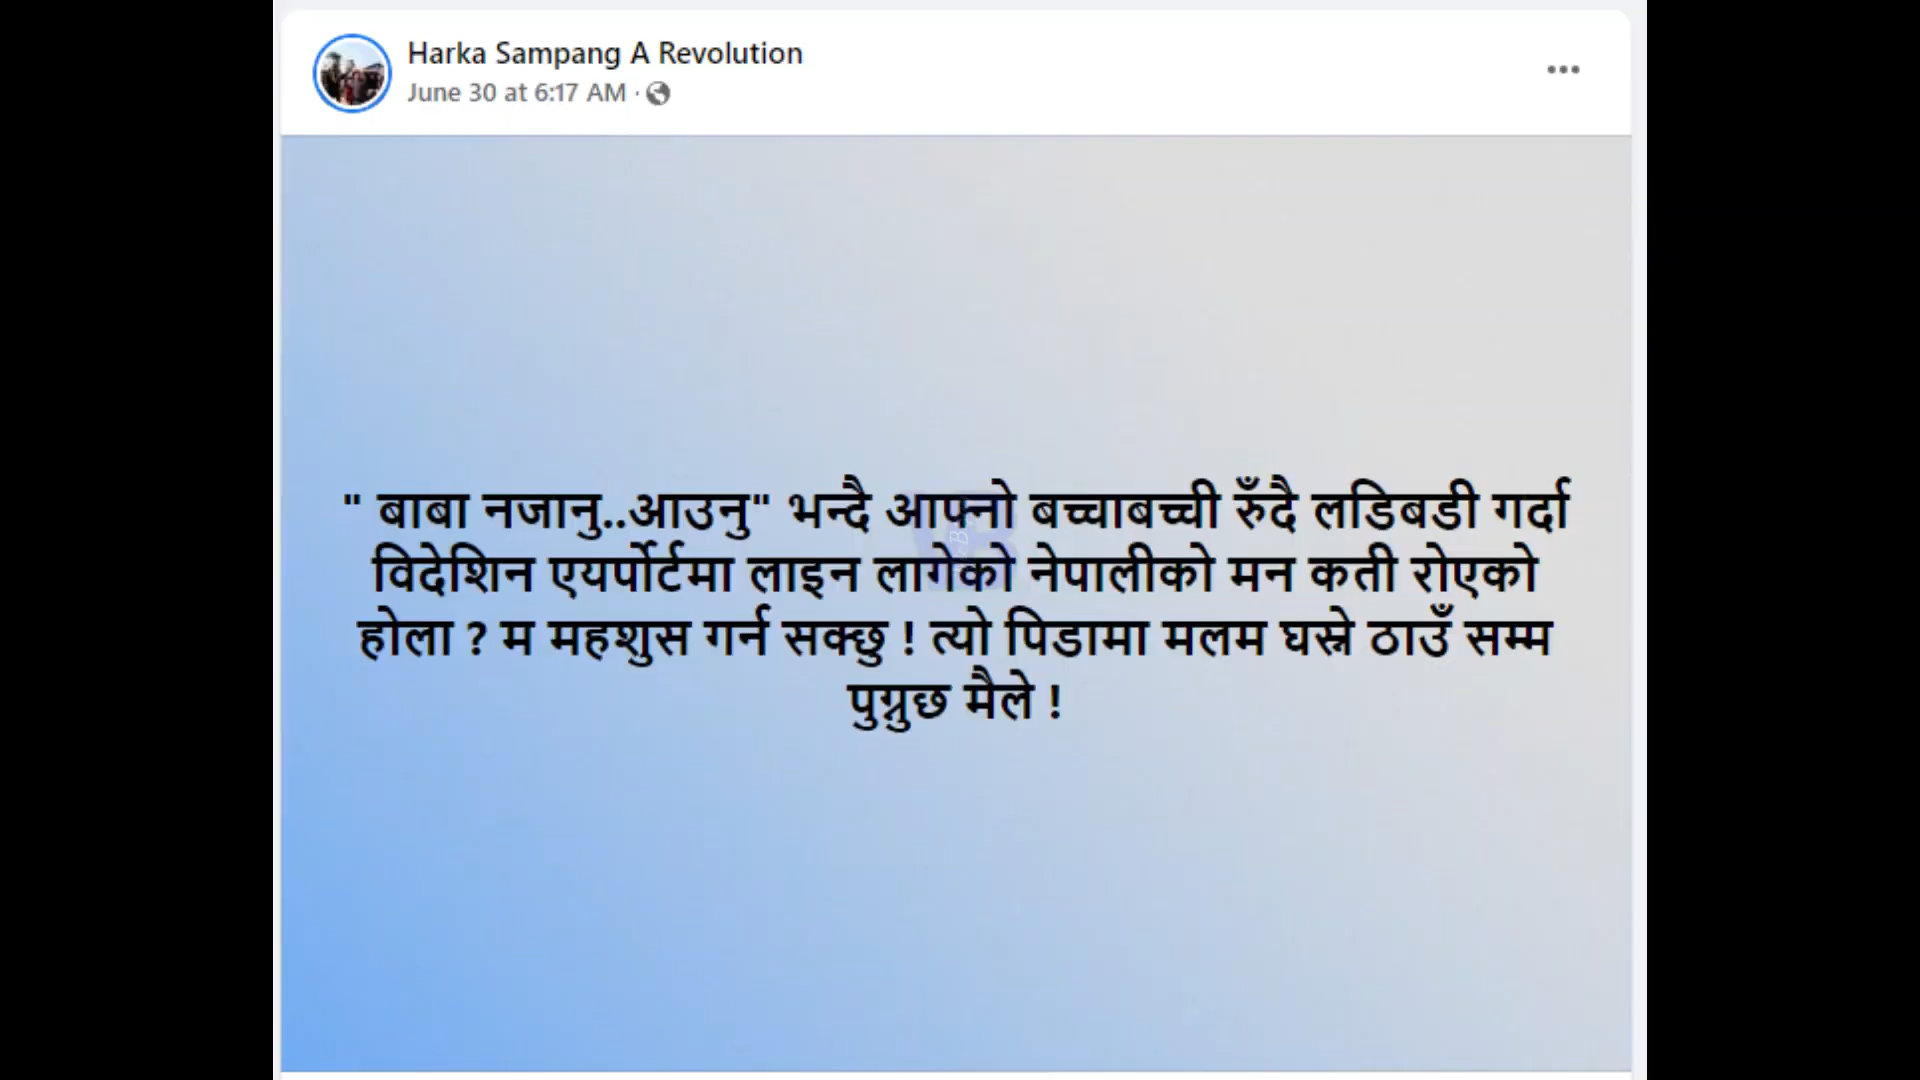 Harka Sampang A Revolution
June 30 at 6:17 AM ·
" बाबा नजानु..आउनु" भन्दै आफ्नो बच्चाबच्ची रुँदै लडिबडी गर्दा
विदेशिन एयर्पोर्टमा लाइन लागेको नेपालीको मन कती रोएको
होला ? म महशुस गर्न सक्छु ! त्यो पिडामा मलम घस्ने ठाउँ सम्म
पुग्नुछ मैले !